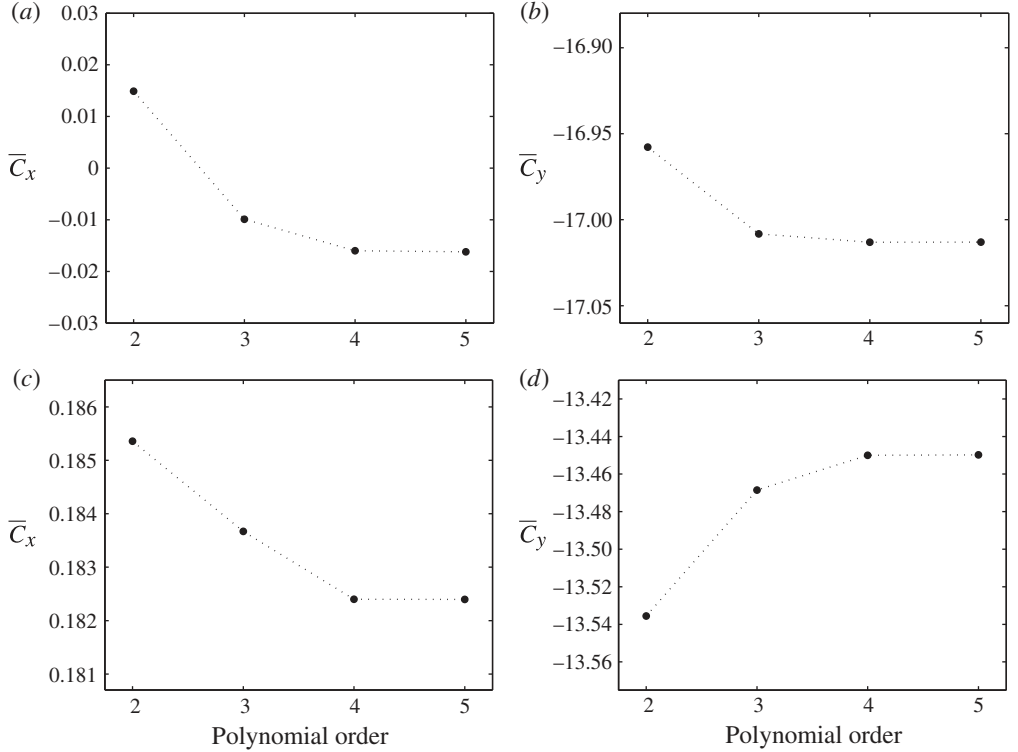 (a)
0.03
0.02
0.01
0
–0.01
–0.02
–0.03
C̅x
2 3 4 5
(b)
–16.90
–16.95
–17.00
–17.05
C̅y
2 3 4 5
(c)
0.186
0.185
0.184
0.183
0.182
0.181
C̅x
2 3 4 5
Polynomial order
(d)
–13.42
–13.44
–13.46
–13.48
–13.50
–13.52
–13.54
–13.56
C̅y
2 3 4 5
Polynomial order